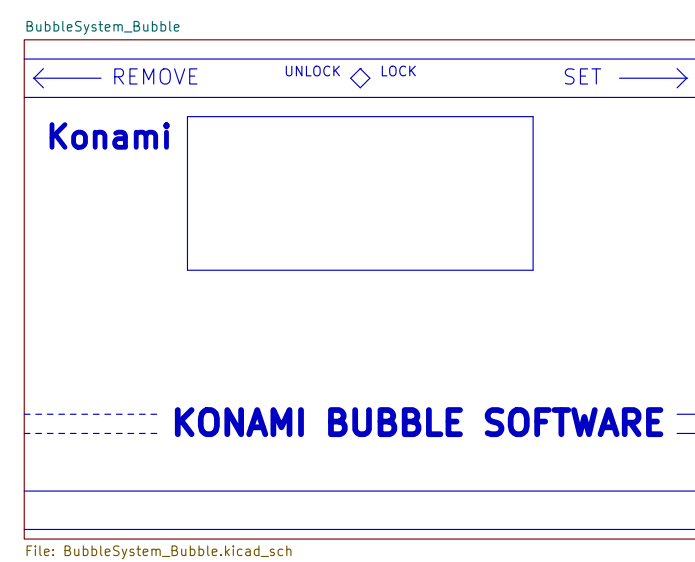 BubbleSystem_Bubble
REMOVE UNLOCK LOCK SET
Konami
KONAMI BUBBLE SOFTWARE
File: BubbleSystem_Bubble.kicad_sch